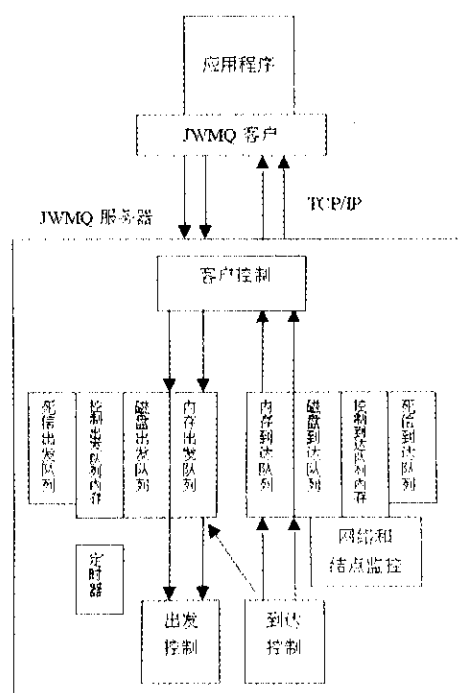 应用程序
JWMQ 客户
TCP/IP
JWMQ 服务器
客户控制
死信出发队列
控制出发队列内存
磁盘出发队列
内存出发队列
内存到达队列
磁盘到达队列
控制到达队列内存
死信到达队列
定时器
网络和
结点监控
出发
控制
到达
控制